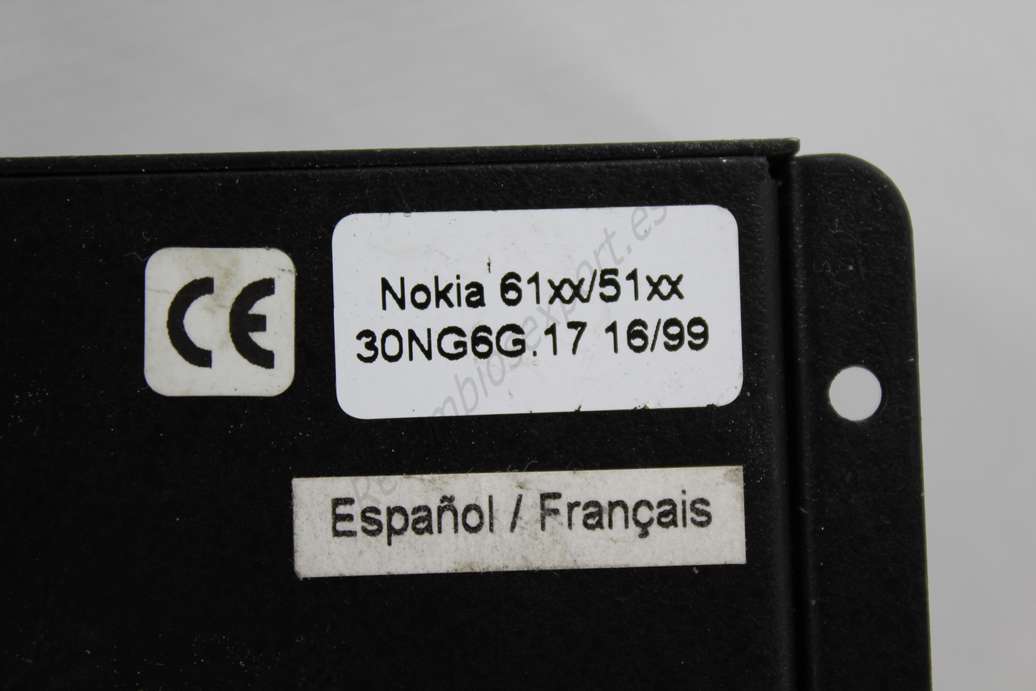 CE
Nokia 61xx/51xx
30NG6G.17 16/99
Español / Français